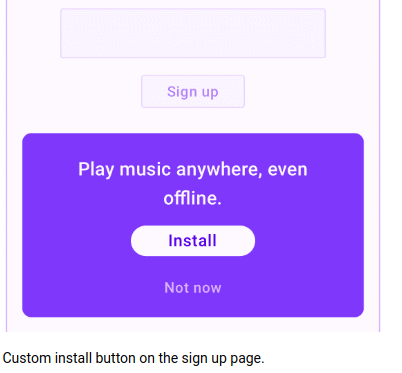 Sign up
Play music anywhere, even
offline.
Install
Not now
Custom install button on the sign up page.